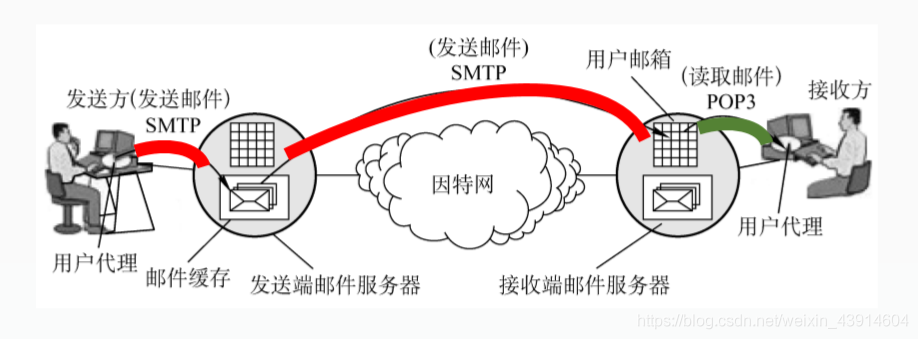 (发送邮件)
SMTP
用户邮箱
(读取邮件)
POP3
接收方
发送方(发送邮件)
SMTP
因特网
用户代理
邮件缓存
发送端邮件服务器
接收端邮件服务器
用户代理
https://blog.csdn.net/weixin_43914604